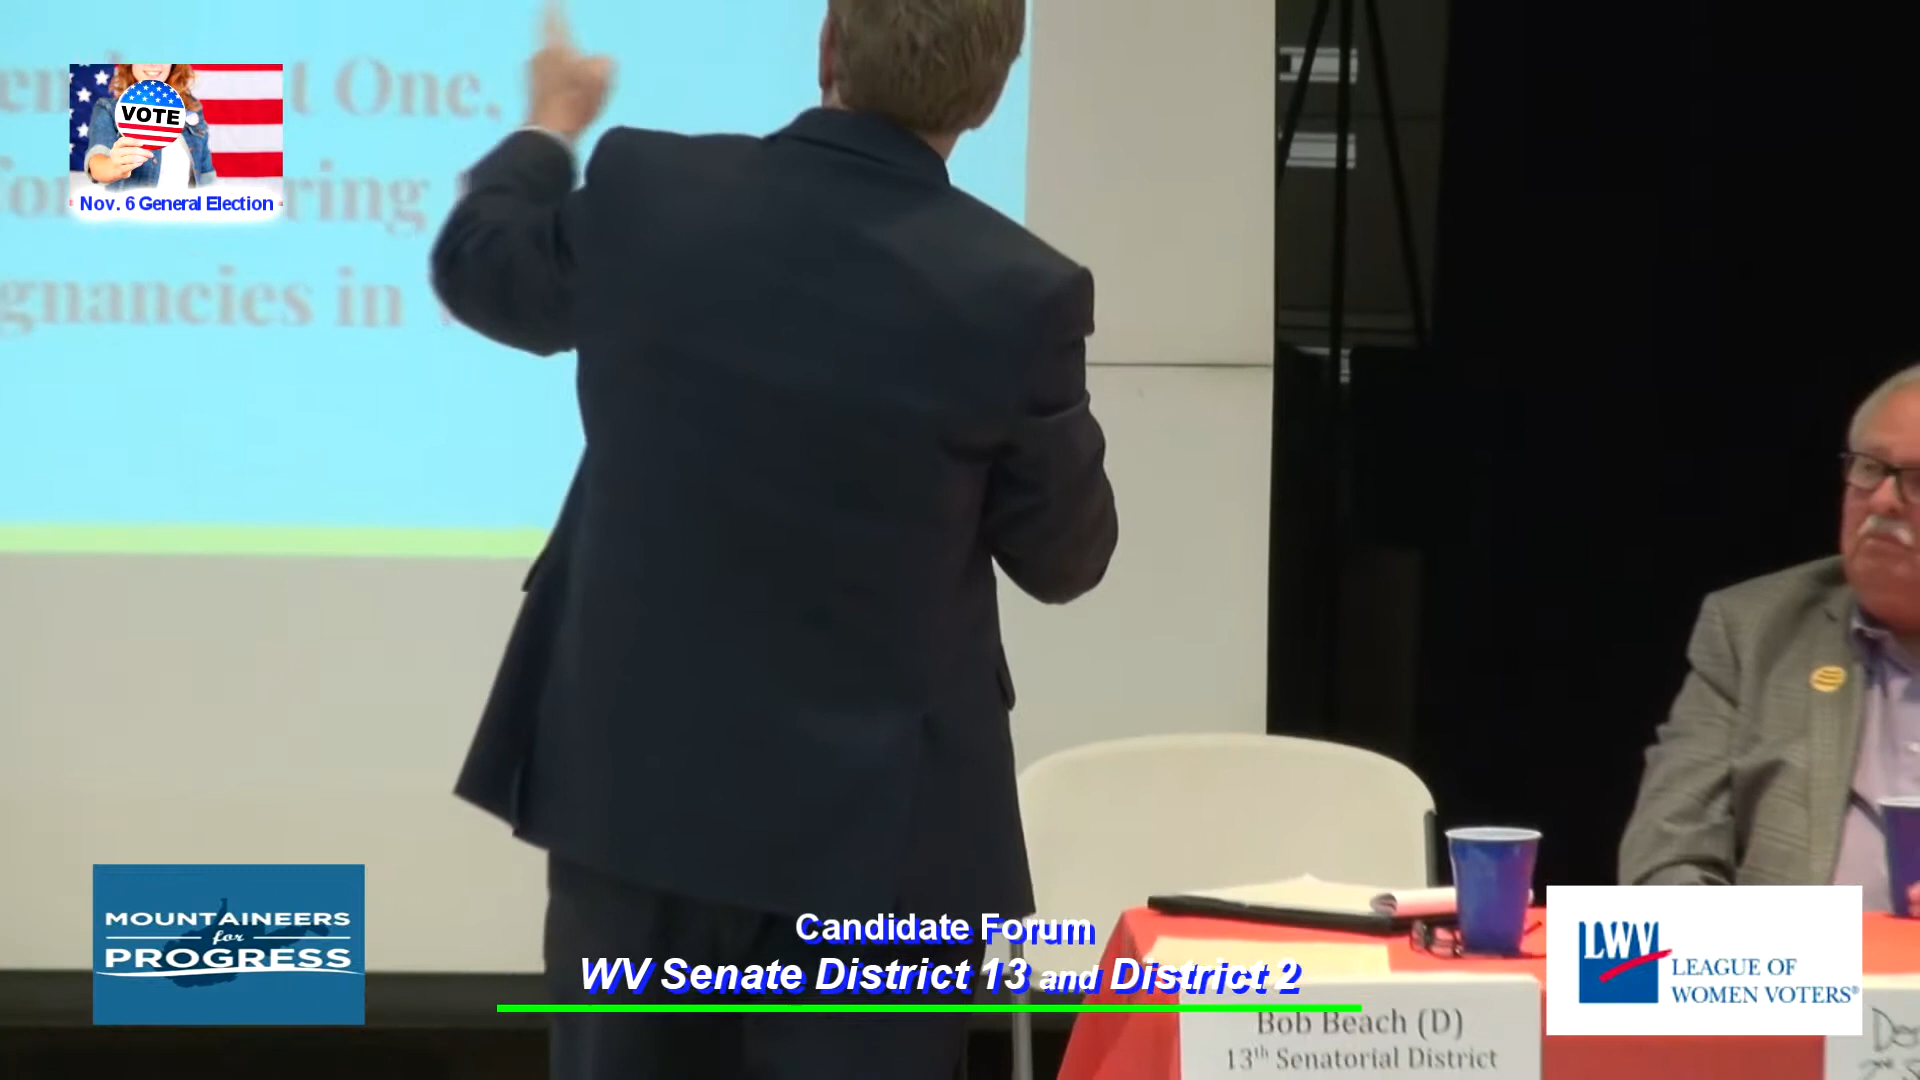 t One,
ring
gnancies in
VOTE
Nov. 6 General Election
MOUNTAINEERS
for
PROGRESS
Candidate Forum
WV Senate District 13 and District 2
LWV
LEAGUE OF
WOMEN VOTERS®
Bob Beach (D)
13th Senatorial District